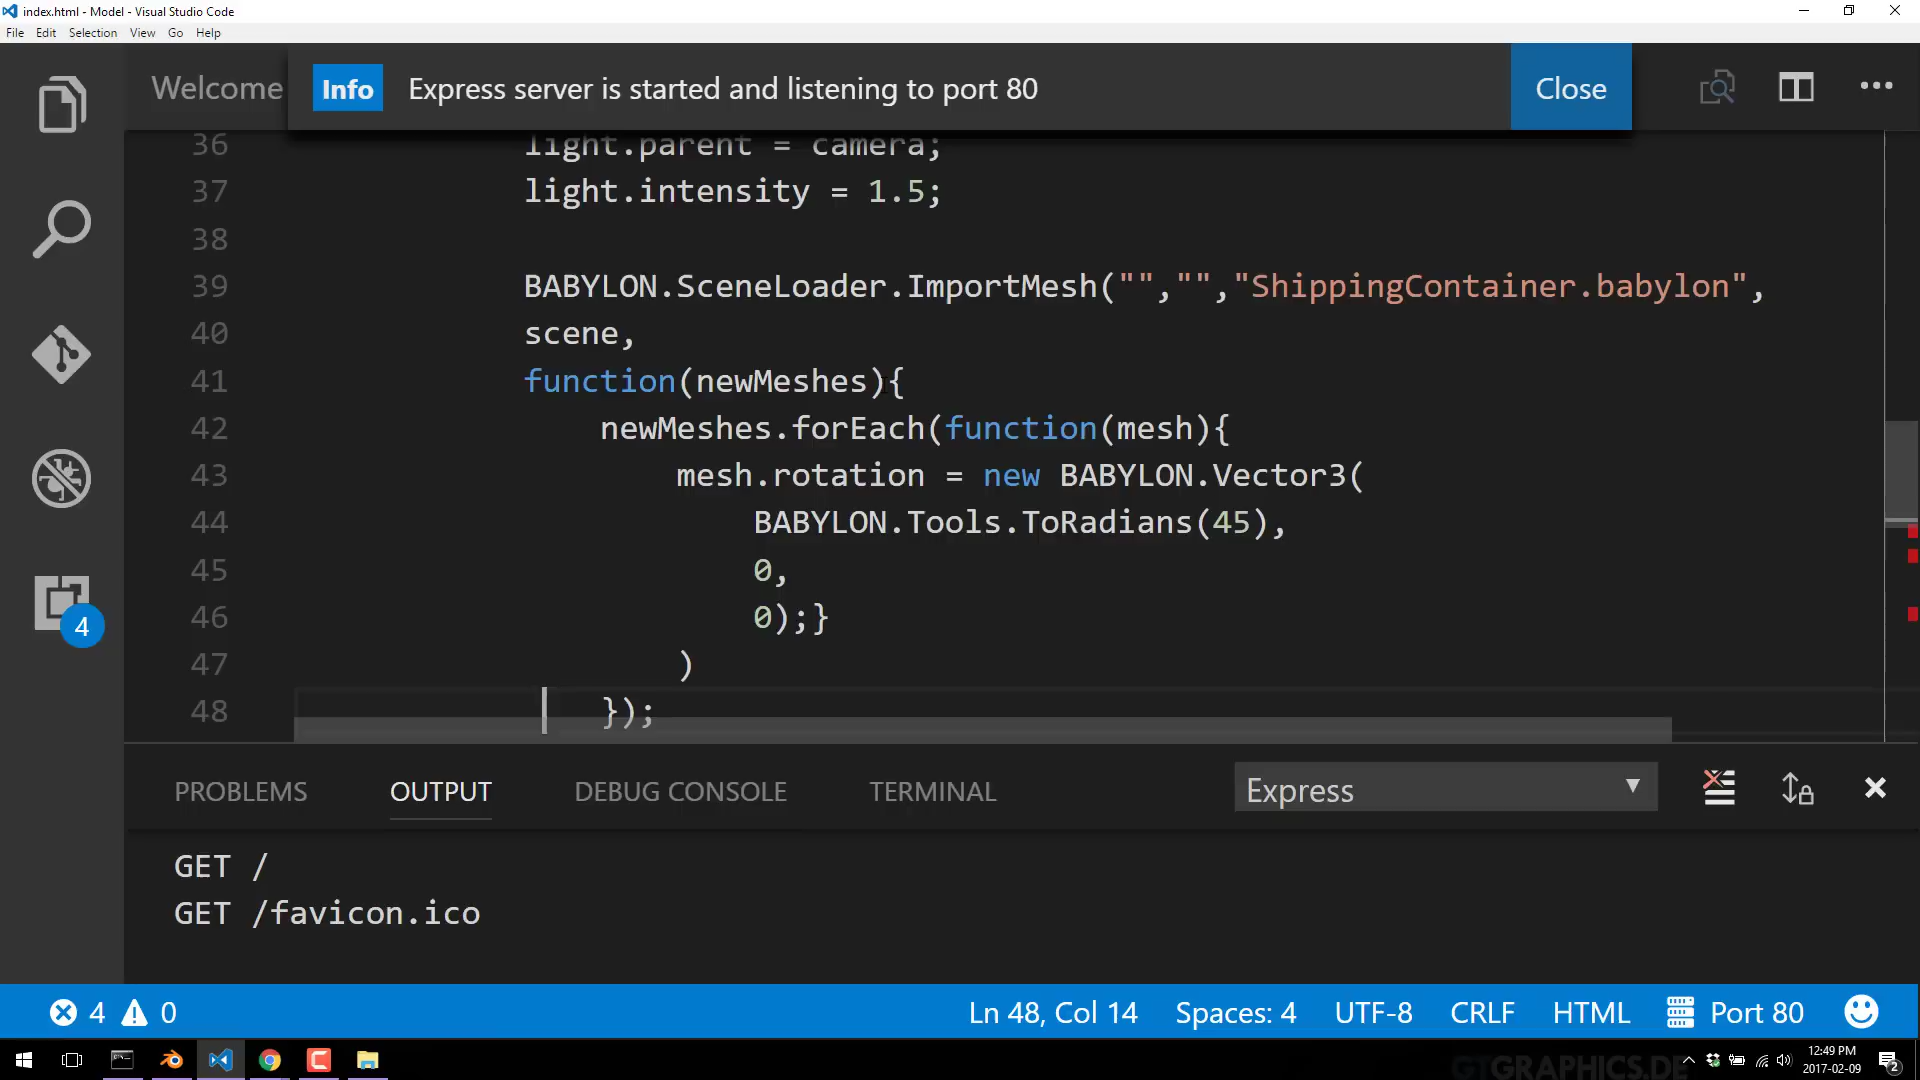 index.html - Model - Visual Studio Code
File Edit Selection View Go Help
Welcome
Info Express server is started and listening to port 80 Close
36 light.parent = camera;
37 light.intensity = 1.5;
38
39 BABYLON.SceneLoader.ImportMesh("","","ShippingContainer.babylon",
40 scene,
41 function(newMeshes){
42 newMeshes.forEach(function(mesh){
43 mesh.rotation = new BABYLON.Vector3(
44 BABYLON.Tools.ToRadians(45),
45 0,
46 0);}
47 )
48 });
4
PROBLEMS OUTPUT DEBUG CONSOLE TERMINAL Express
GET /
GET /favicon.ico
4 0 Ln 48, Col 14 Spaces: 4 UTF-8 CRLF HTML Port 80
GTGRAPHICS.DE
12:49 PM
2017-02-09
2